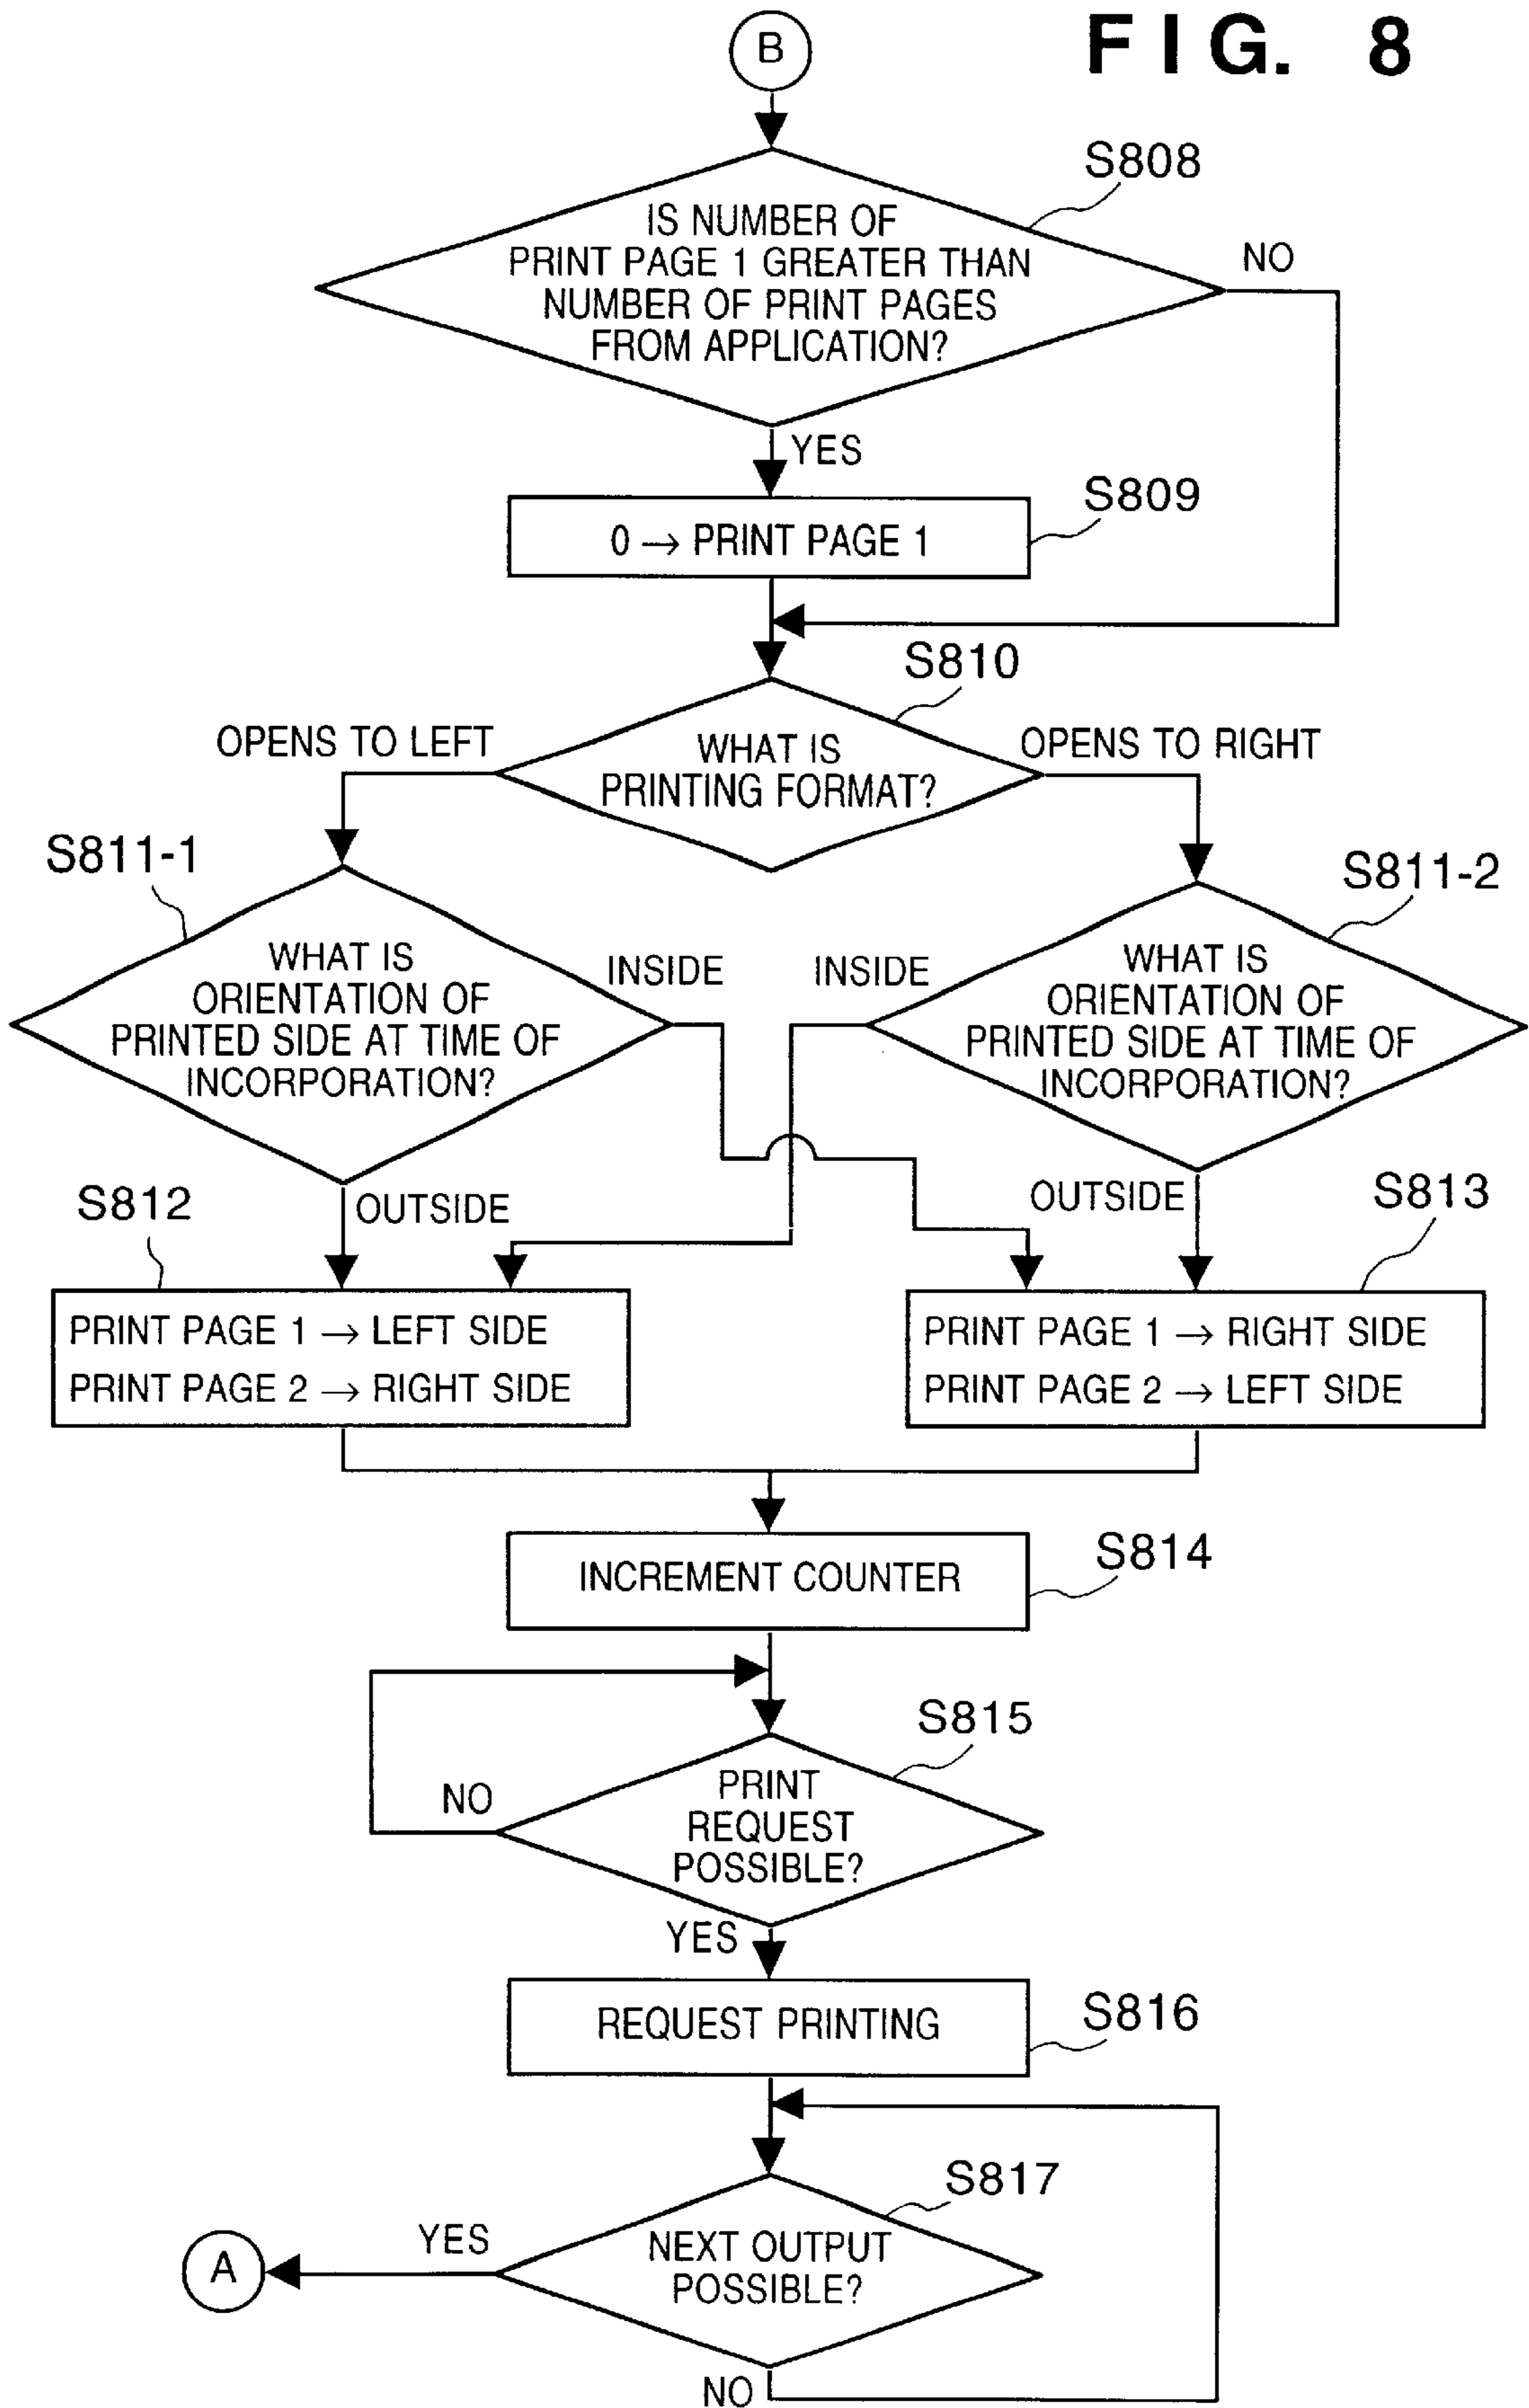 FIG. 8
B
S808
IS NUMBER OF
PRINT PAGE 1 GREATER THAN
NUMBER OF PRINT PAGES
FROM APPLICATION?
NO
YES
S809
0 → PRINT PAGE 1
S810
OPENS TO LEFT
WHAT IS
PRINTING FORMAT?
OPENS TO RIGHT
S811-1
WHAT IS
ORIENTATION OF
PRINTED SIDE AT TIME OF
INCORPORATION?
INSIDE
S811-2
INSIDE
WHAT IS
ORIENTATION OF
PRINTED SIDE AT TIME OF
INCORPORATION?
S812
OUTSIDE
OUTSIDE
S813
PRINT PAGE 1 → LEFT SIDE
PRINT PAGE 2 → RIGHT SIDE
PRINT PAGE 1 → RIGHT SIDE
PRINT PAGE 2 → LEFT SIDE
INCREMENT COUNTER
S814
S815
NO
PRINT
REQUEST
POSSIBLE?
YES
REQUEST PRINTING
S816
S817
YES
A
NEXT OUTPUT
POSSIBLE?
NO